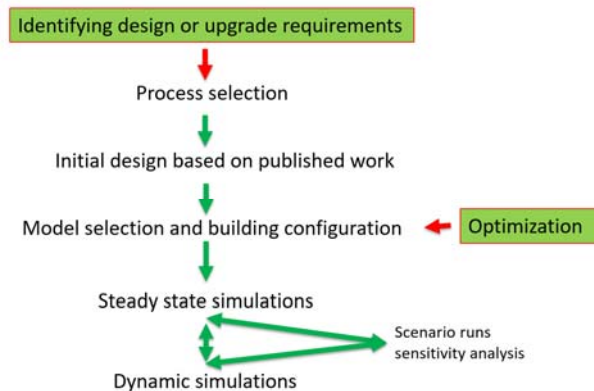 Identifying design or upgrade requirements
Process selection
Initial design based on published work
Model selection and building configuration
Optimization
Steady state simulations
Scenario runs
sensitivity analysis
Dynamic simulations